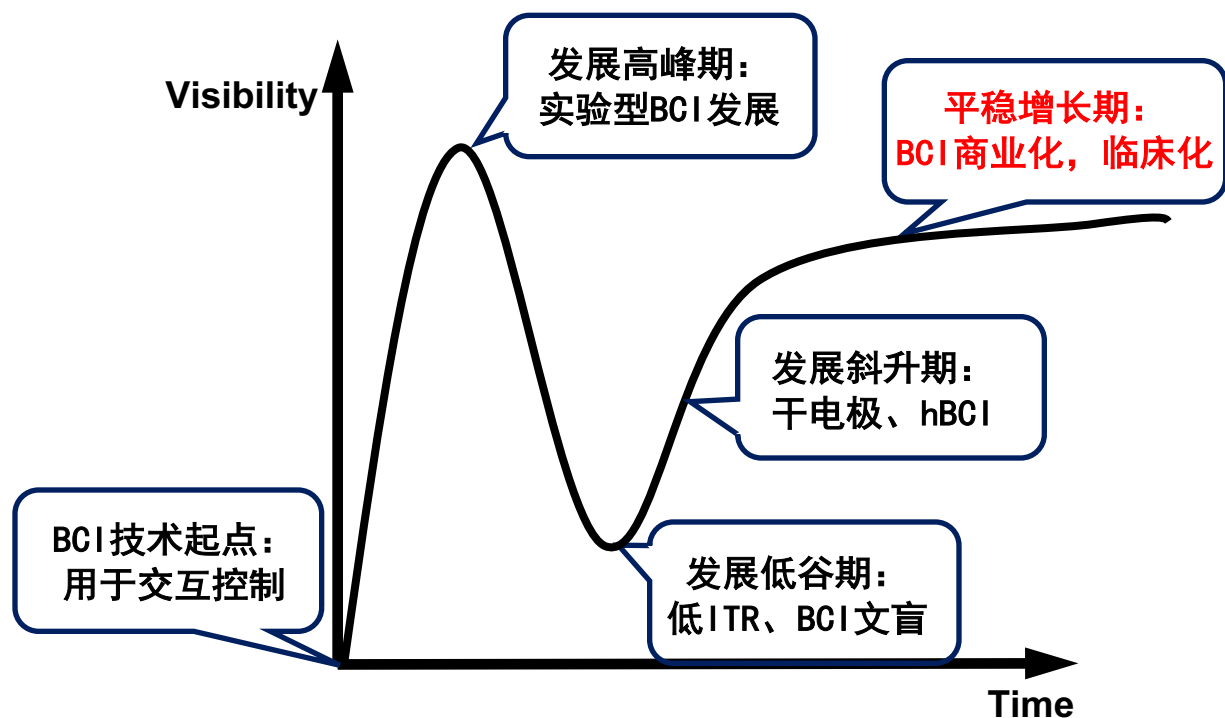 Visibility
发展高峰期：
实验型BCI发展
平稳增长期：
BCI商业化，临床化
发展斜升期：
干电极、hBCI
BCI技术起点：
用于交互控制
发展低谷期：
低ITR、BCI文盲
Time